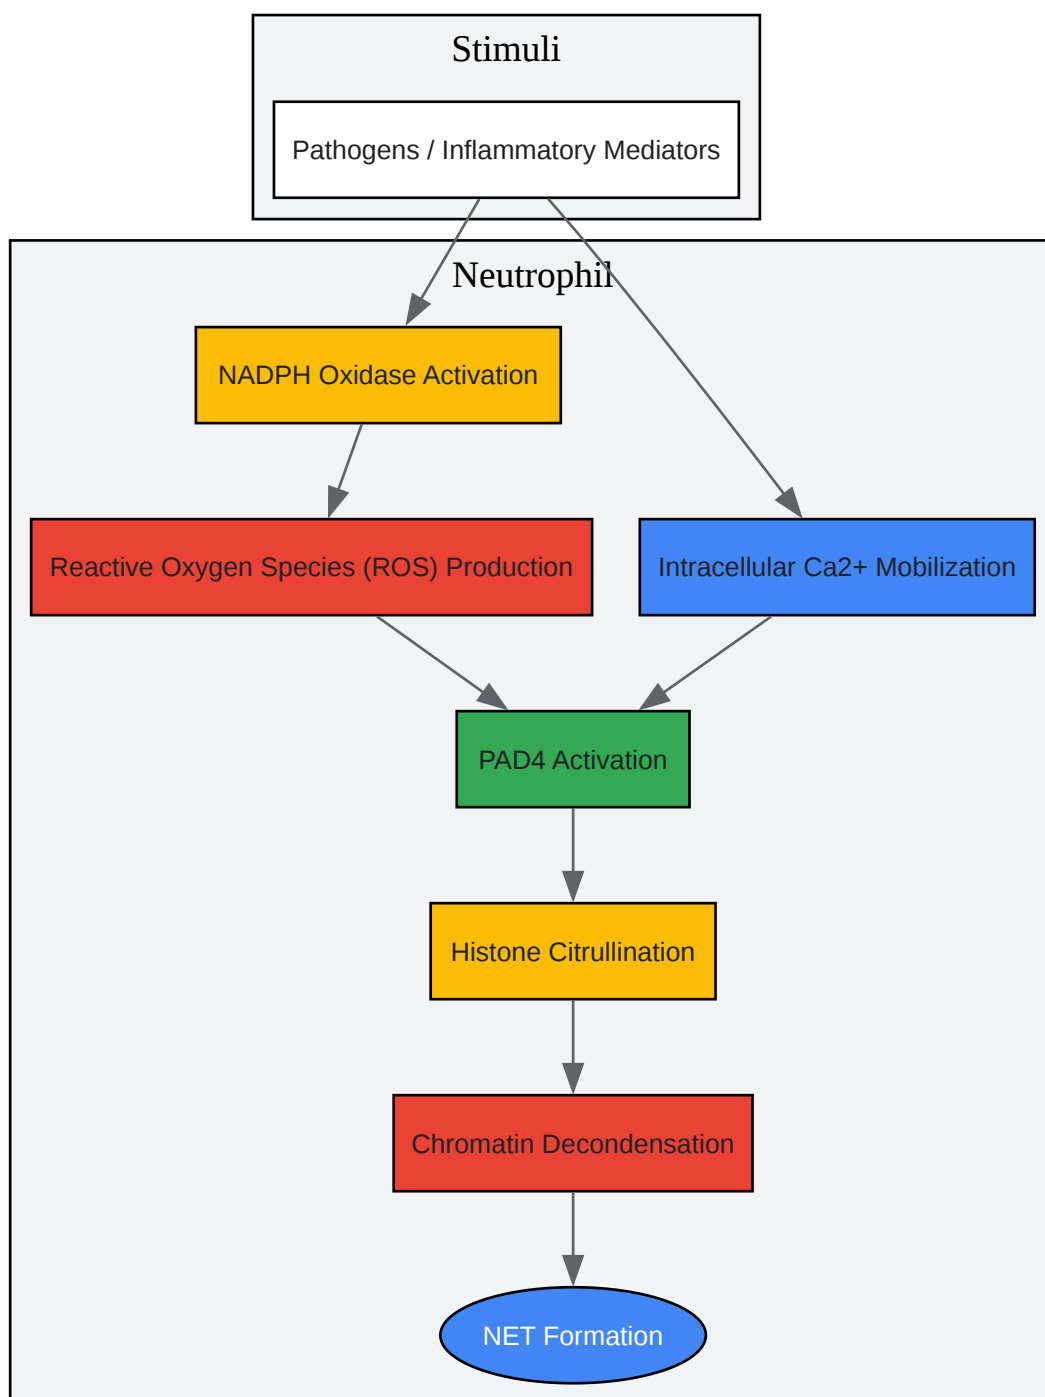 Stimuli
Pathogens / Inflammatory Mediators
Neutrophil
NADPH Oxidase Activation
Reactive Oxygen Species (ROS) Production
Intracellular Ca2+ Mobilization
PAD4 Activation
Histone Citrullination
Chromatin Decondensation
NET Formation